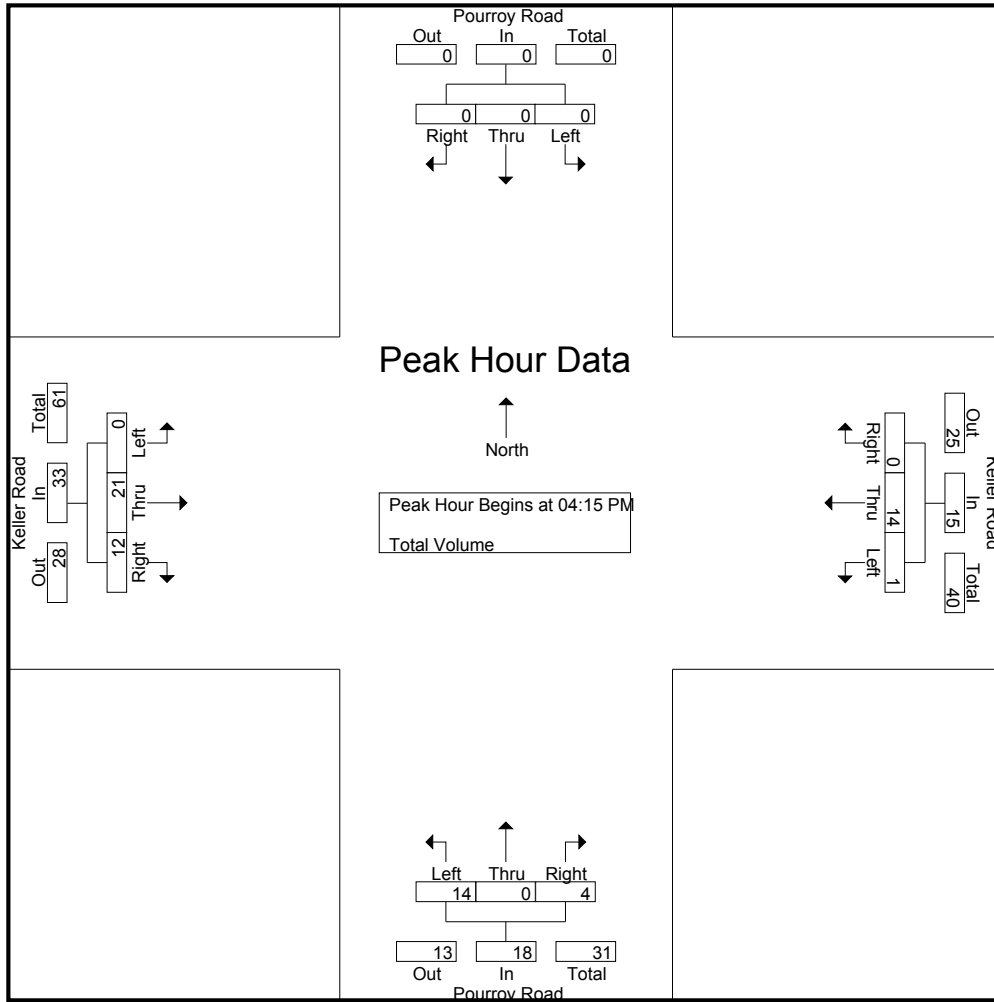 Pourroy Road
Out In Total
0 0 0
0 0 0
Right Thru Left
Peak Hour Data
North
Peak Hour Begins at 04:15 PM
Total Volume
Keller Road
Out In Total
28 33 61
12 21 0
Right Thru Left
Keller Road
Out In Total
25 15 40
0 14 1
Right Thru Left
Left Thru Right
14 0 4
13 18 31
Out In Total
Pourroy Road